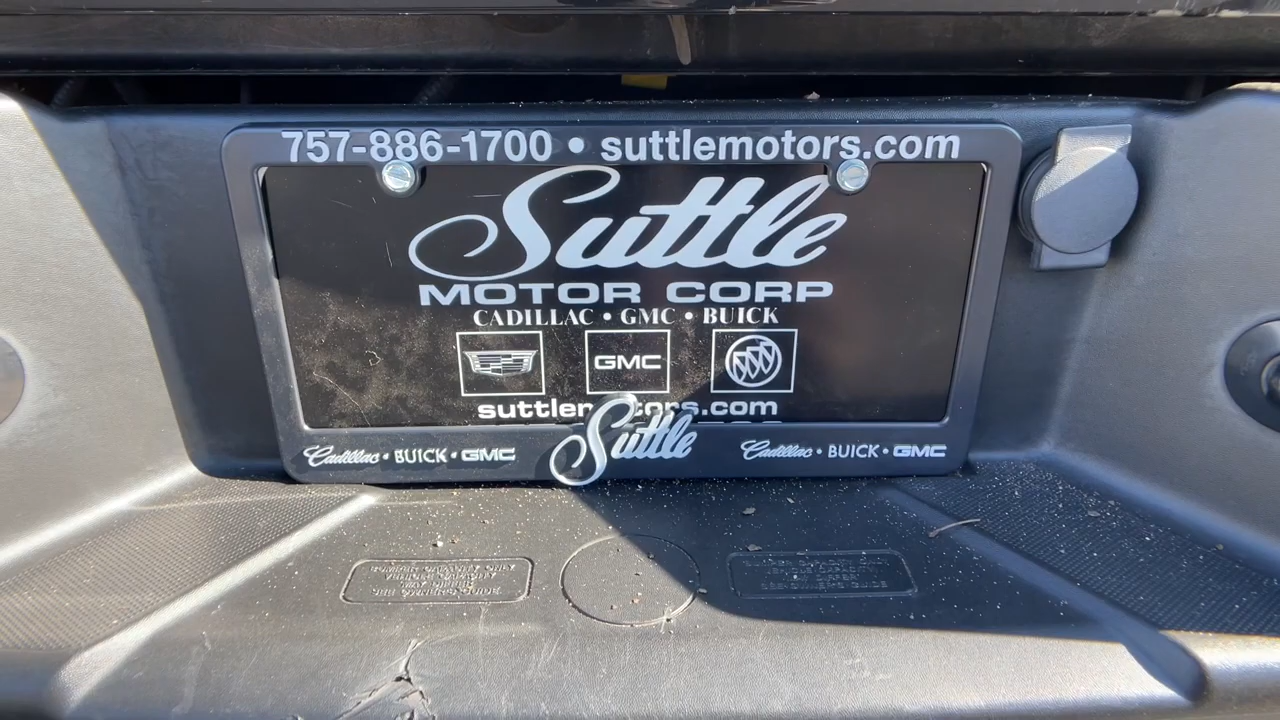 757-886-1700 • suttlemotors.com
Suttle
MOTOR CORP
CADILLAC • GMC • BUICK
GMC
Cadillac • BUICK • GMC
Suttle
Cadillac • BUICK • GMC